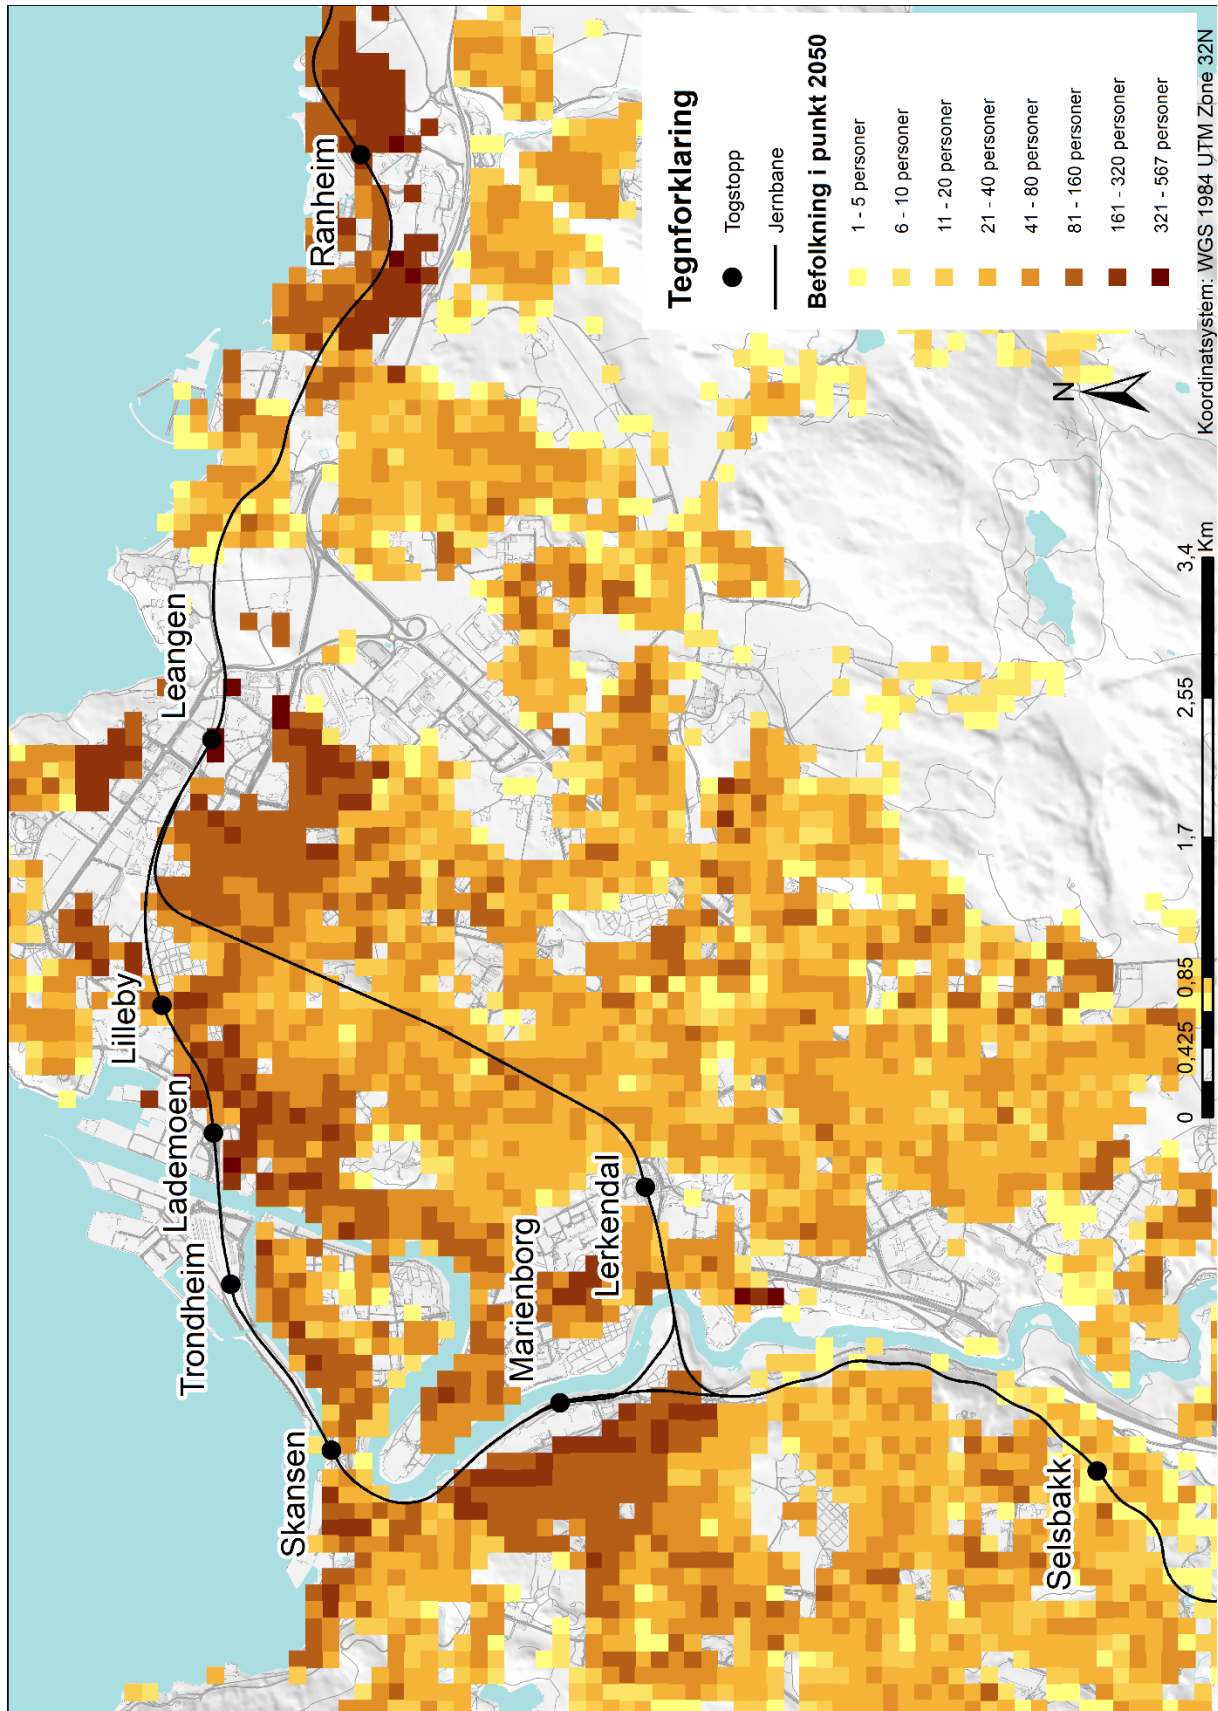 Skansen
Trondheim
Lademoen
Lilleby
Leangen
Ranheim
Marienborg
Lerkendal
Selsbakk
Tegnforklaring
Togstopp
Jernbane
Befolkning i punkt 2050
1 - 5 personer
6 - 10 personer
11 - 20 personer
21 - 40 personer
41 - 80 personer
81 - 160 personer
161 - 320 personer
321 - 567 personer
N
0 0,425 0,85 1,7 2,55 3,4
Km
Koordinatsystem: WGS 1984 UTM Zone 32N